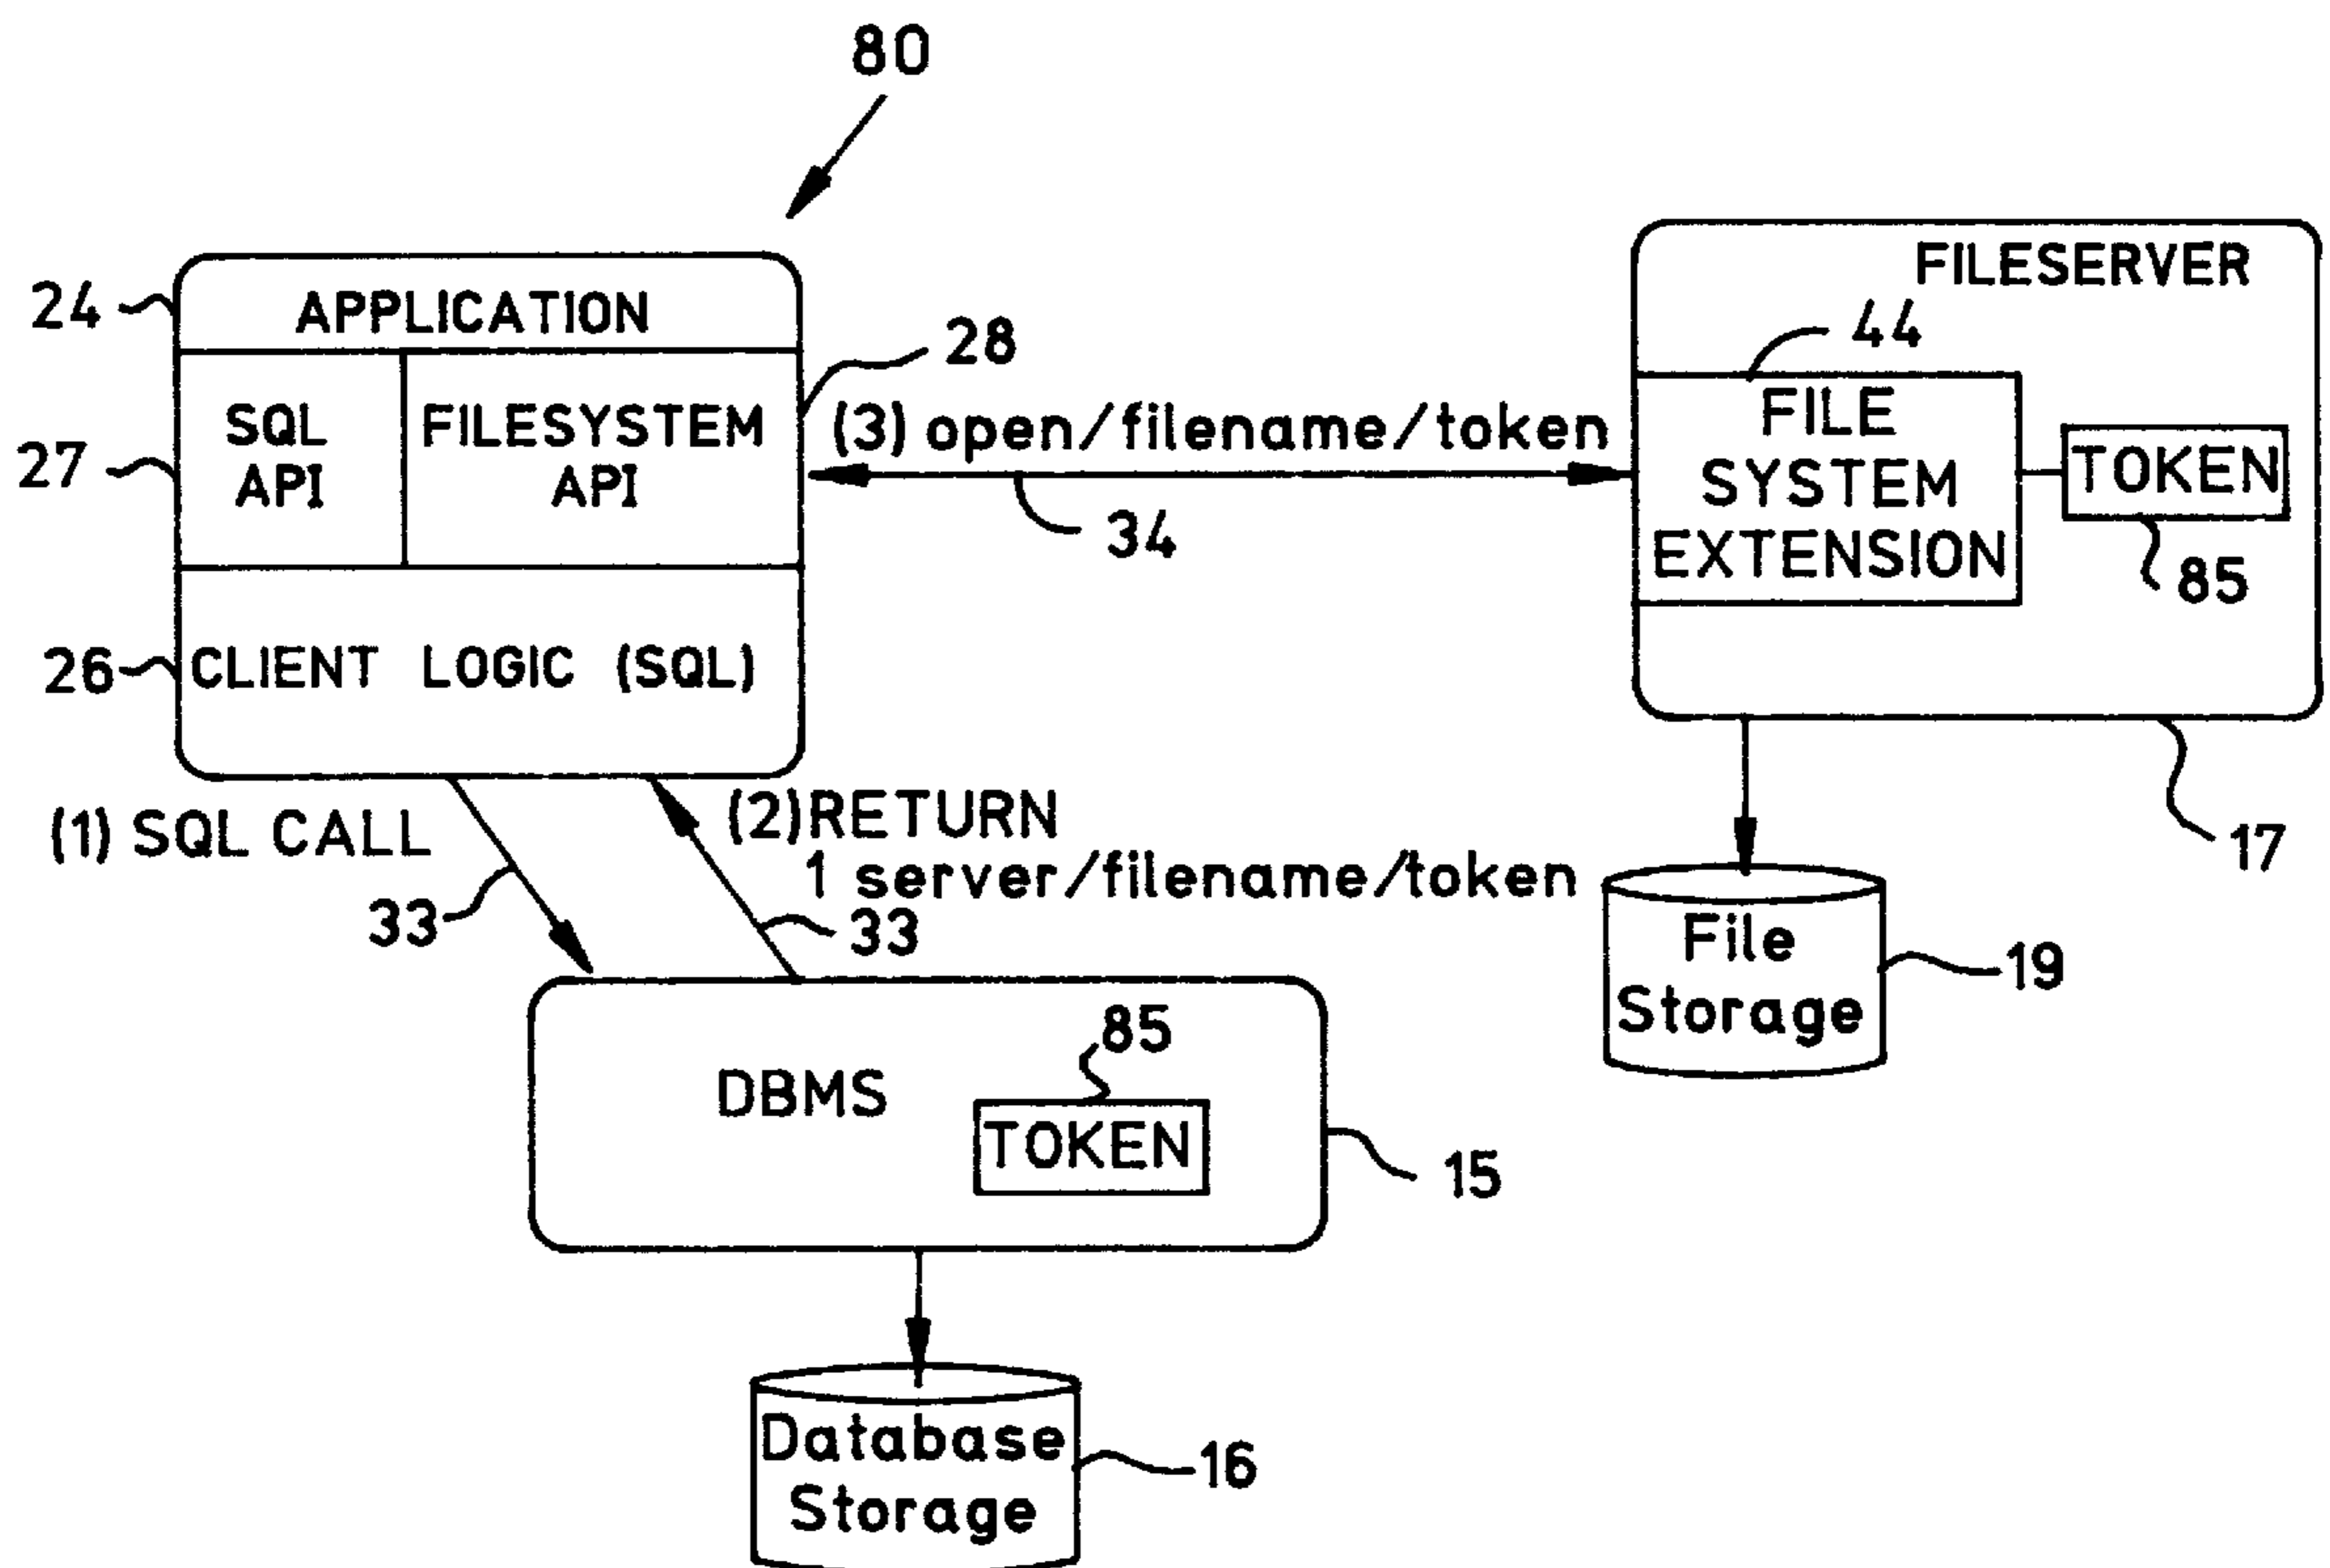 80
24
APPLICATION
28
27
SQL
API
FILESYSTEM
API
26
CLIENT LOGIC (SQL)
(3) open/filename/token
34
FILESERVER
44
FILE
SYSTEM
EXTENSION
TOKEN
85
17
(1) SQL CALL
33
(2) RETURN
1 server/filename/token
33
File
Storage
19
DBMS
85
TOKEN
15
Database
Storage
16